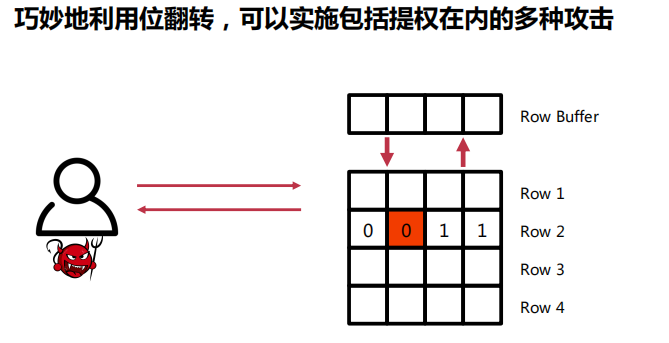 巧妙地利用位翻转，可以实施包括提权在内的多种攻击
Row Buffer
Row 1
0 0 1 1 Row 2
Row 3
Row 4